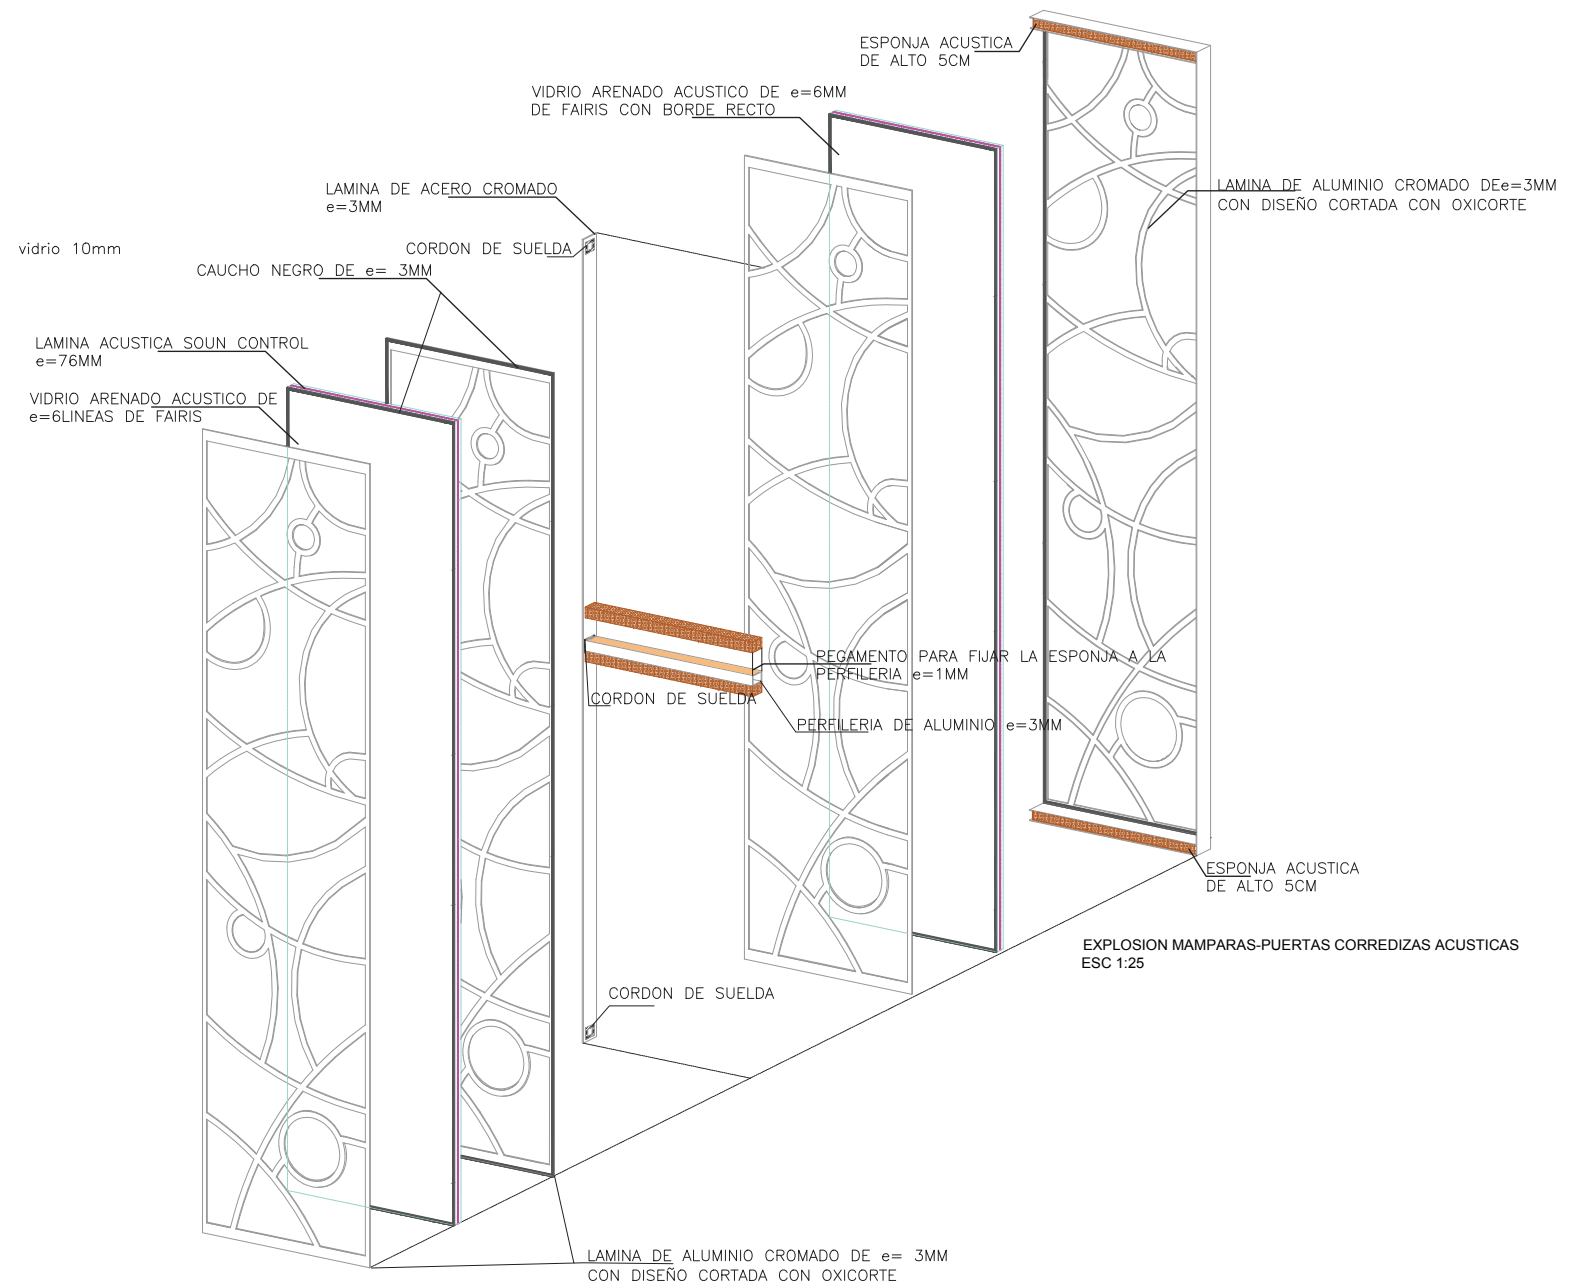 ESPONJA ACUSTICA
DE ALTO 5CM
VIDRIO ARENADO ACUSTICO DE e=6MM
DE FAIRIS CON BORDE RECTO
LAMINA DE ACERO CROMADO
e=3MM
LAMINA DE ALUMINIO CROMADO DEe=3MM
CON DISEÑO CORTADA CON OXICORTE
vidrio 10mm
CORDON DE SUELDA
CAUCHO NEGRO DE e= 3MM
LAMINA ACUSTICA SOUN CONTROL
e=76MM
VIDRIO ARENADO ACUSTICO DE
e=6LINEAS DE FAIRIS
PEGAMENTO PARA FIJAR LA ESPONJA A LA
PERFILERIA e=1MM
CORDON DE SUELDA
PERFILERIA DE ALUMINIO e=3MM
ESPONJA ACUSTICA
DE ALTO 5CM
EXPLOSION MAMPARAS-PUERTAS CORREDIZAS ACUSTICAS
ESC 1:25
CORDON DE SUELDA
LAMINA DE ALUMINIO CROMADO DE e= 3MM
CON DISEÑO CORTADA CON OXICORTE